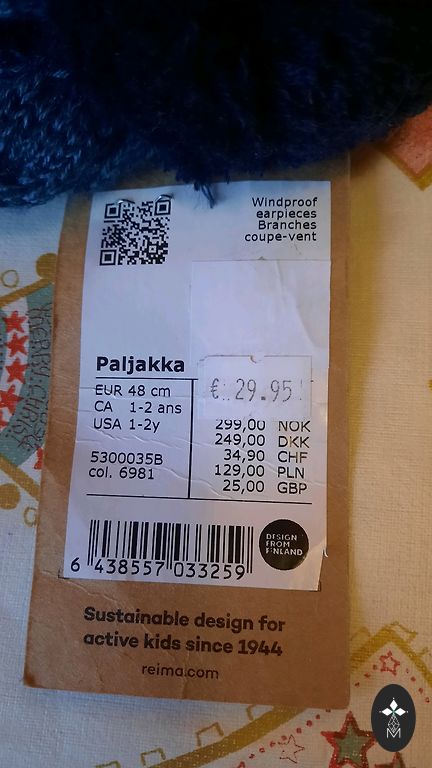 Windproof
earpieces
Branches
coupe-vent
Paljakka
EUR 48 cm
CA 1-2 ans
USA 1-2y
5300035B
col. 6981
€ 29.95
299,00 NOK
249,00 DKK
34,90 CHF
129,00 PLN
25,00 GBP
6 438557 033259
DESIGN
FROM
FINLAND
Sustainable design for
active kids since 1944
reima.com
M